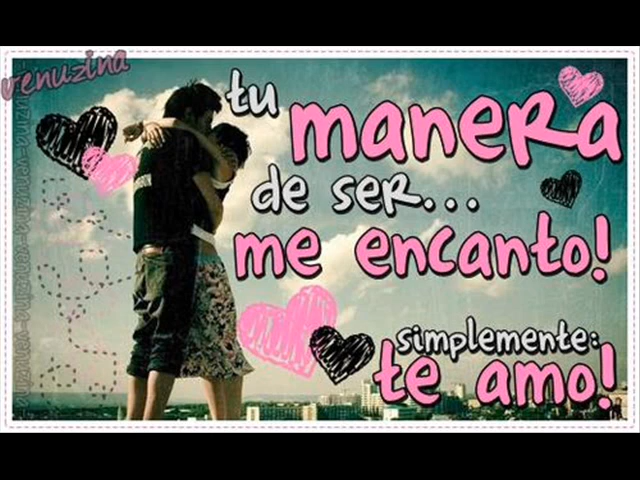 venuzina
tu
manera
de ser...
me encanto!
simplemente:
te amo!